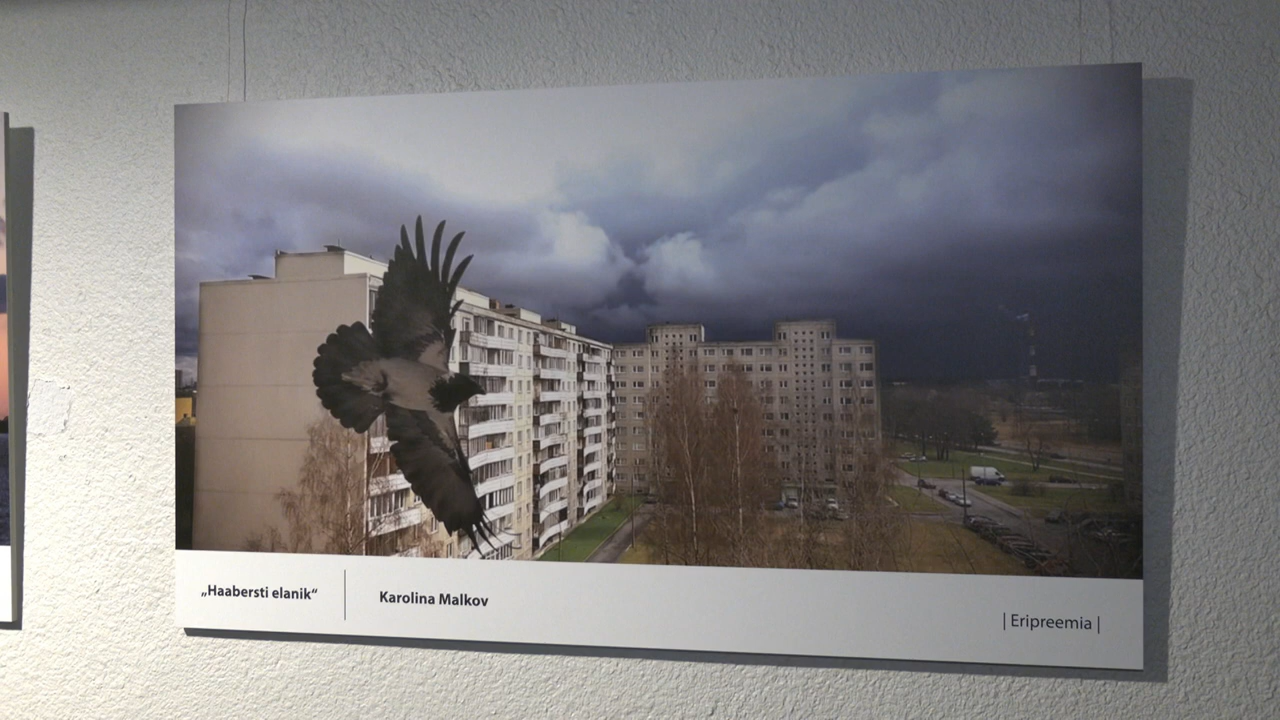 „Haabersti elanik“
Karolina Malkov
| Eripreemia |